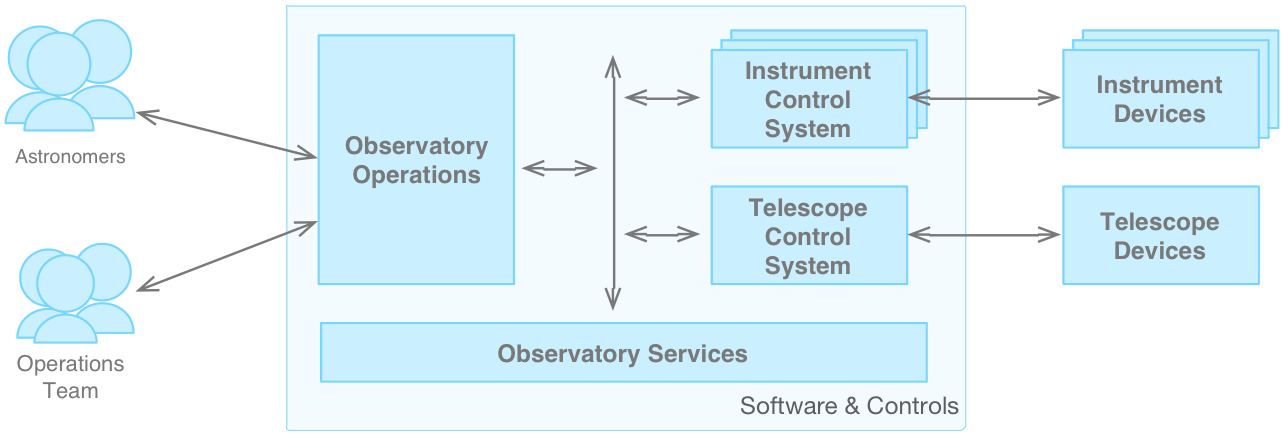 Astronomers
Operations
Team
Observatory
Operations
Instrument
Control
System
Telescope
Control
System
Observatory Services
Software & Controls
Instrument
Devices
Telescope
Devices